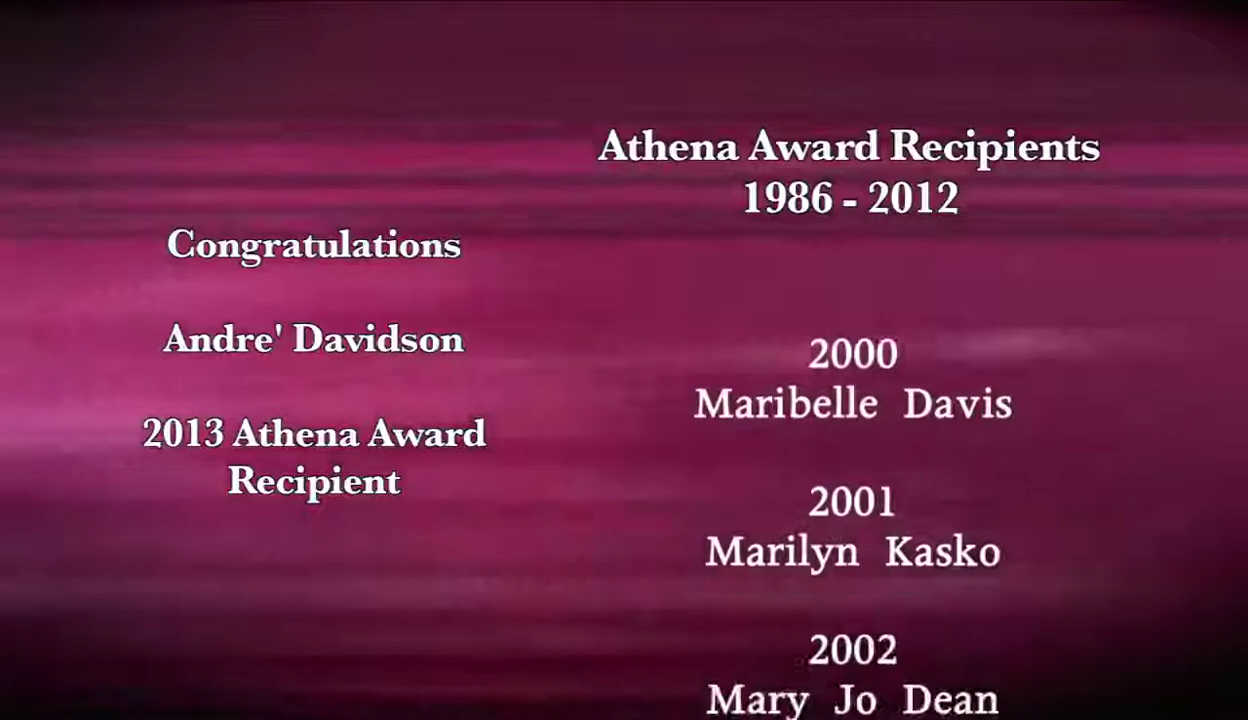 Congratulations
Andre' Davidson
2013 Athena Award
Recipient
Athena Award Recipients
1986 - 2012
2000
Maribelle Davis
2001
Marilyn Kasko
2002
Mary Jo Dean